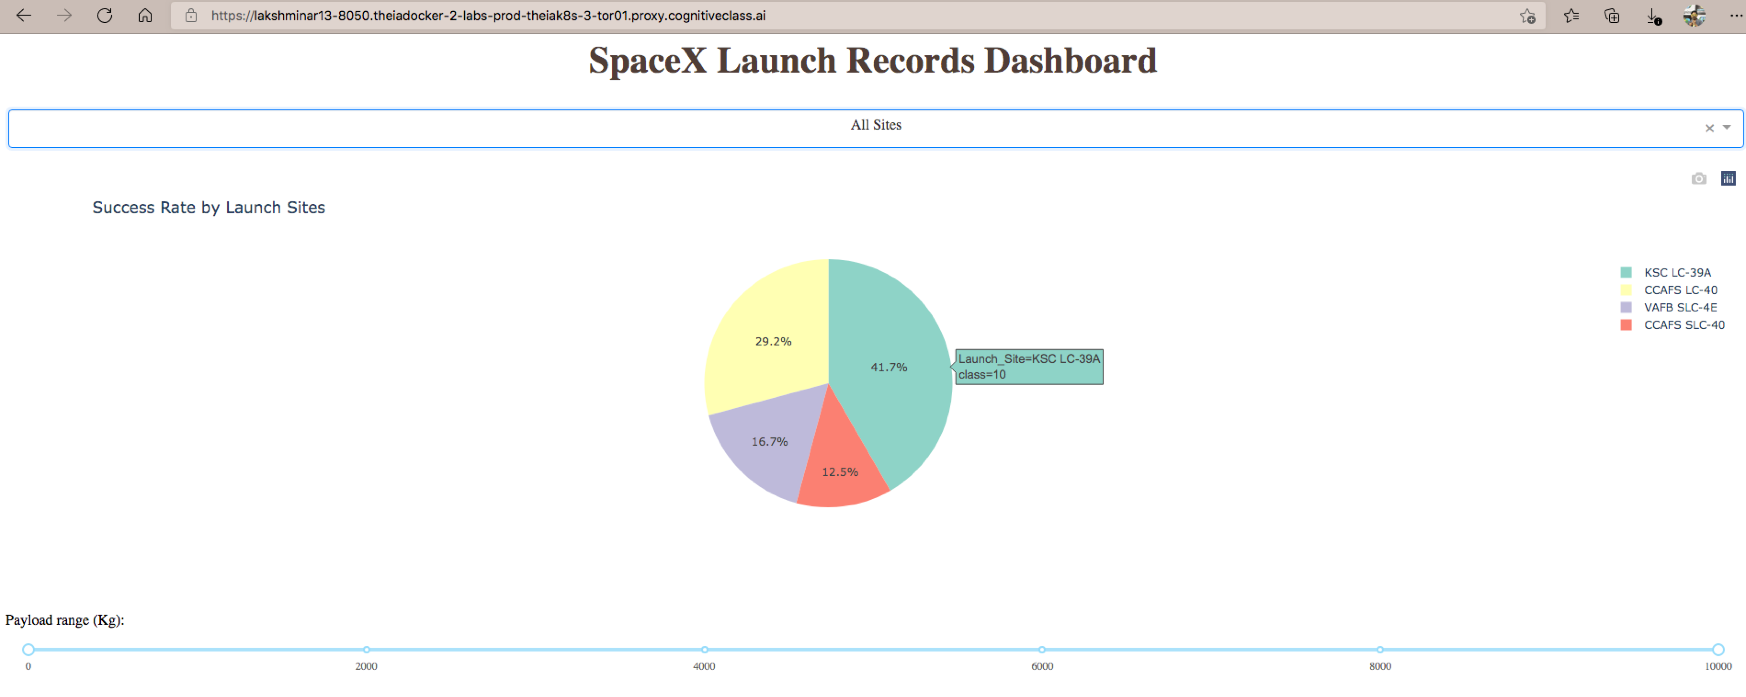 https://lakshminar13-8050.theiadocker-2-labs-prod-theiak8s-3-tor01.proxy.cognitiveclass.ai
SpaceX Launch Records Dashboard
All Sites
Success Rate by Launch Sites
KSC LC-39A
CCAFS LC-40
VAFB SLC-4E
CCAFS SLC-40
29.2%
41.7%
Launch_Site=KSC LC-39A
class=10
16.7%
12.5%
Payload range (Kg):
0 2000 4000 6000 8000 10000